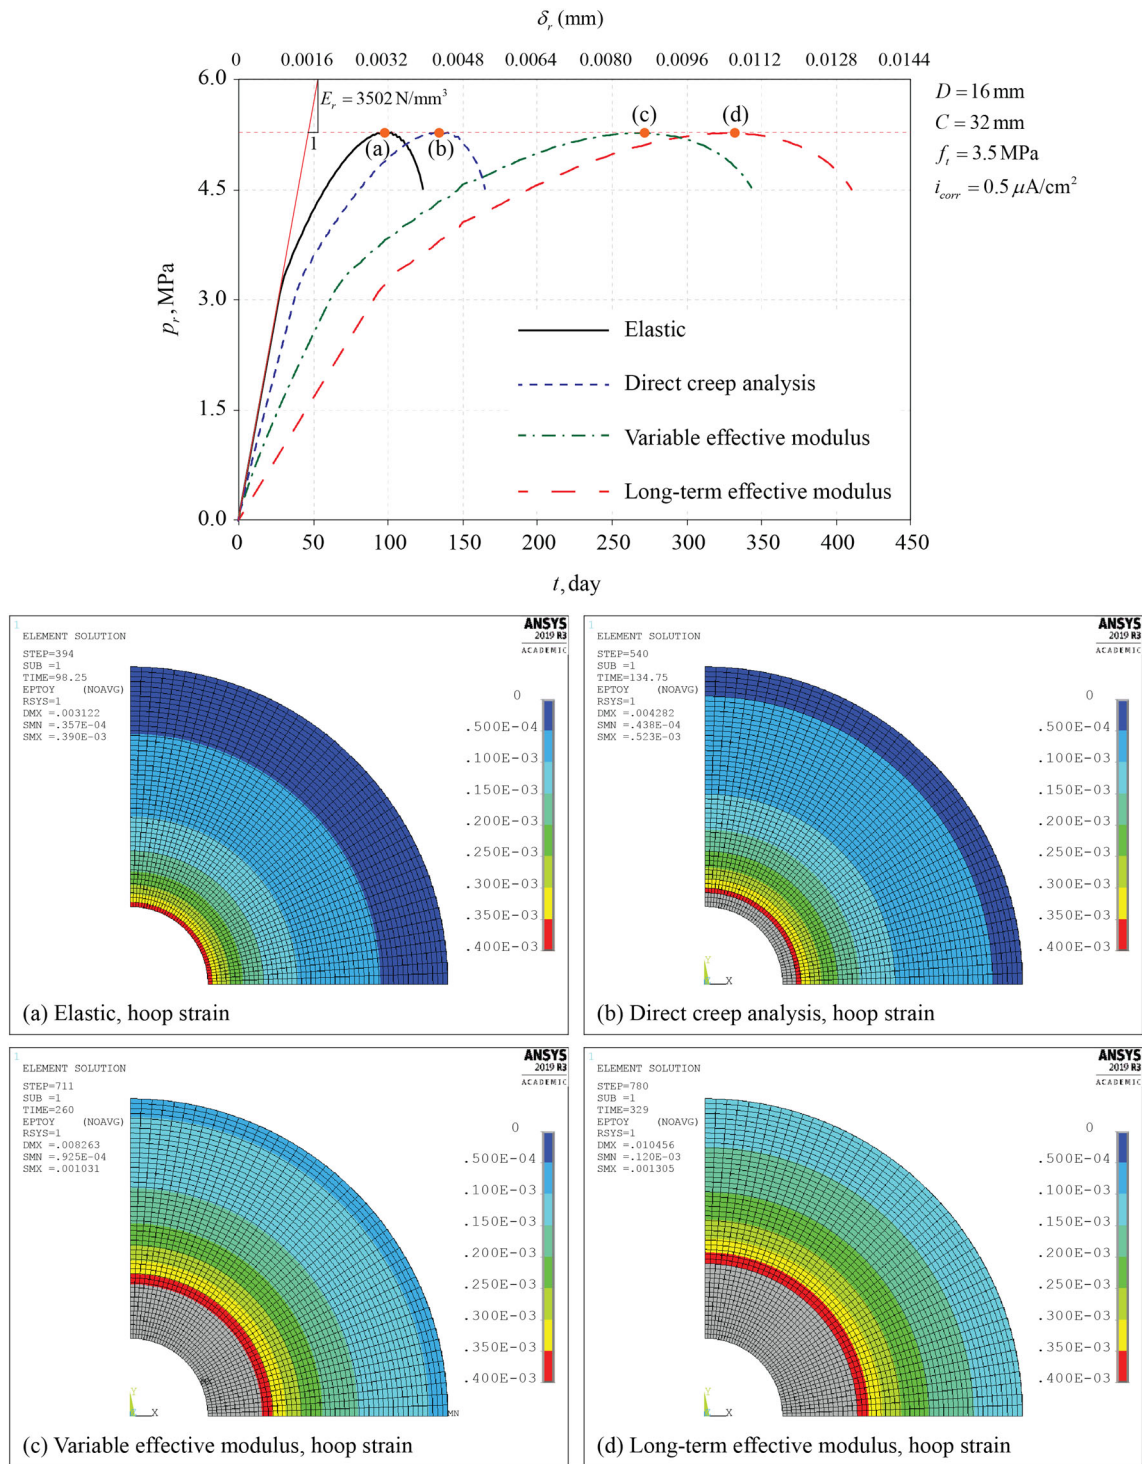 δr (mm)
0 0.0016 0.0032 0.0048 0.0064 0.0080 0.0096 0.0112 0.0128 0.0144
6.0
4.5
3.0
1.5
0.0
pr, MPa
Er = 3502 N/mm³
1
(a)
(b)
(c)
(d)
D = 16 mm
C = 32 mm
ft = 3.5 MPa
icorr = 0.5 μA/cm²
Elastic
Direct creep analysis
Variable effective modulus
Long-term effective modulus
0 50 100 150 200 250 300 350 400 450
t, day
1
ANSYS
2019 R3
ACADEMIC
ELEMENT SOLUTION
STEP=394
SUB =1
TIME=98.25
EPTOY (NOAVG)
RSYS=1
DMX =.003122
SMN =.357E-04
SMX =.390E-03
0
.500E-04
.100E-03
.150E-03
.200E-03
.250E-03
.300E-03
.350E-03
.400E-03
(a) Elastic, hoop strain
1
ANSYS
2019 R3
ACADEMIC
ELEMENT SOLUTION
STEP=540
SUB =1
TIME=134.75
EPTOY (NOAVG)
RSYS=1
DMX =.004282
SMN =.438E-04
SMX =.523E-03
0
.500E-04
.100E-03
.150E-03
.200E-03
.250E-03
.300E-03
.350E-03
.400E-03
Y
X
(b) Direct creep analysis, hoop strain
1
ANSYS
2019 R3
ACADEMIC
ELEMENT SOLUTION
STEP=711
SUB =1
TIME=260
EPTOY (NOAVG)
RSYS=1
DMX =.008263
SMN =.925E-04
SMX =.001031
0
.500E-04
.100E-03
.150E-03
.200E-03
.250E-03
.300E-03
.350E-03
.400E-03
Y
X
MN
(c) Variable effective modulus, hoop strain
1
ANSYS
2019 R3
ACADEMIC
ELEMENT SOLUTION
STEP=780
SUB =1
TIME=329
EPTOY (NOAVG)
RSYS=1
DMX =.010456
SMN =.120E-03
SMX =.001305
0
.500E-04
.100E-03
.150E-03
.200E-03
.250E-03
.300E-03
.350E-03
.400E-03
Y
X
(d) Long-term effective modulus, hoop strain